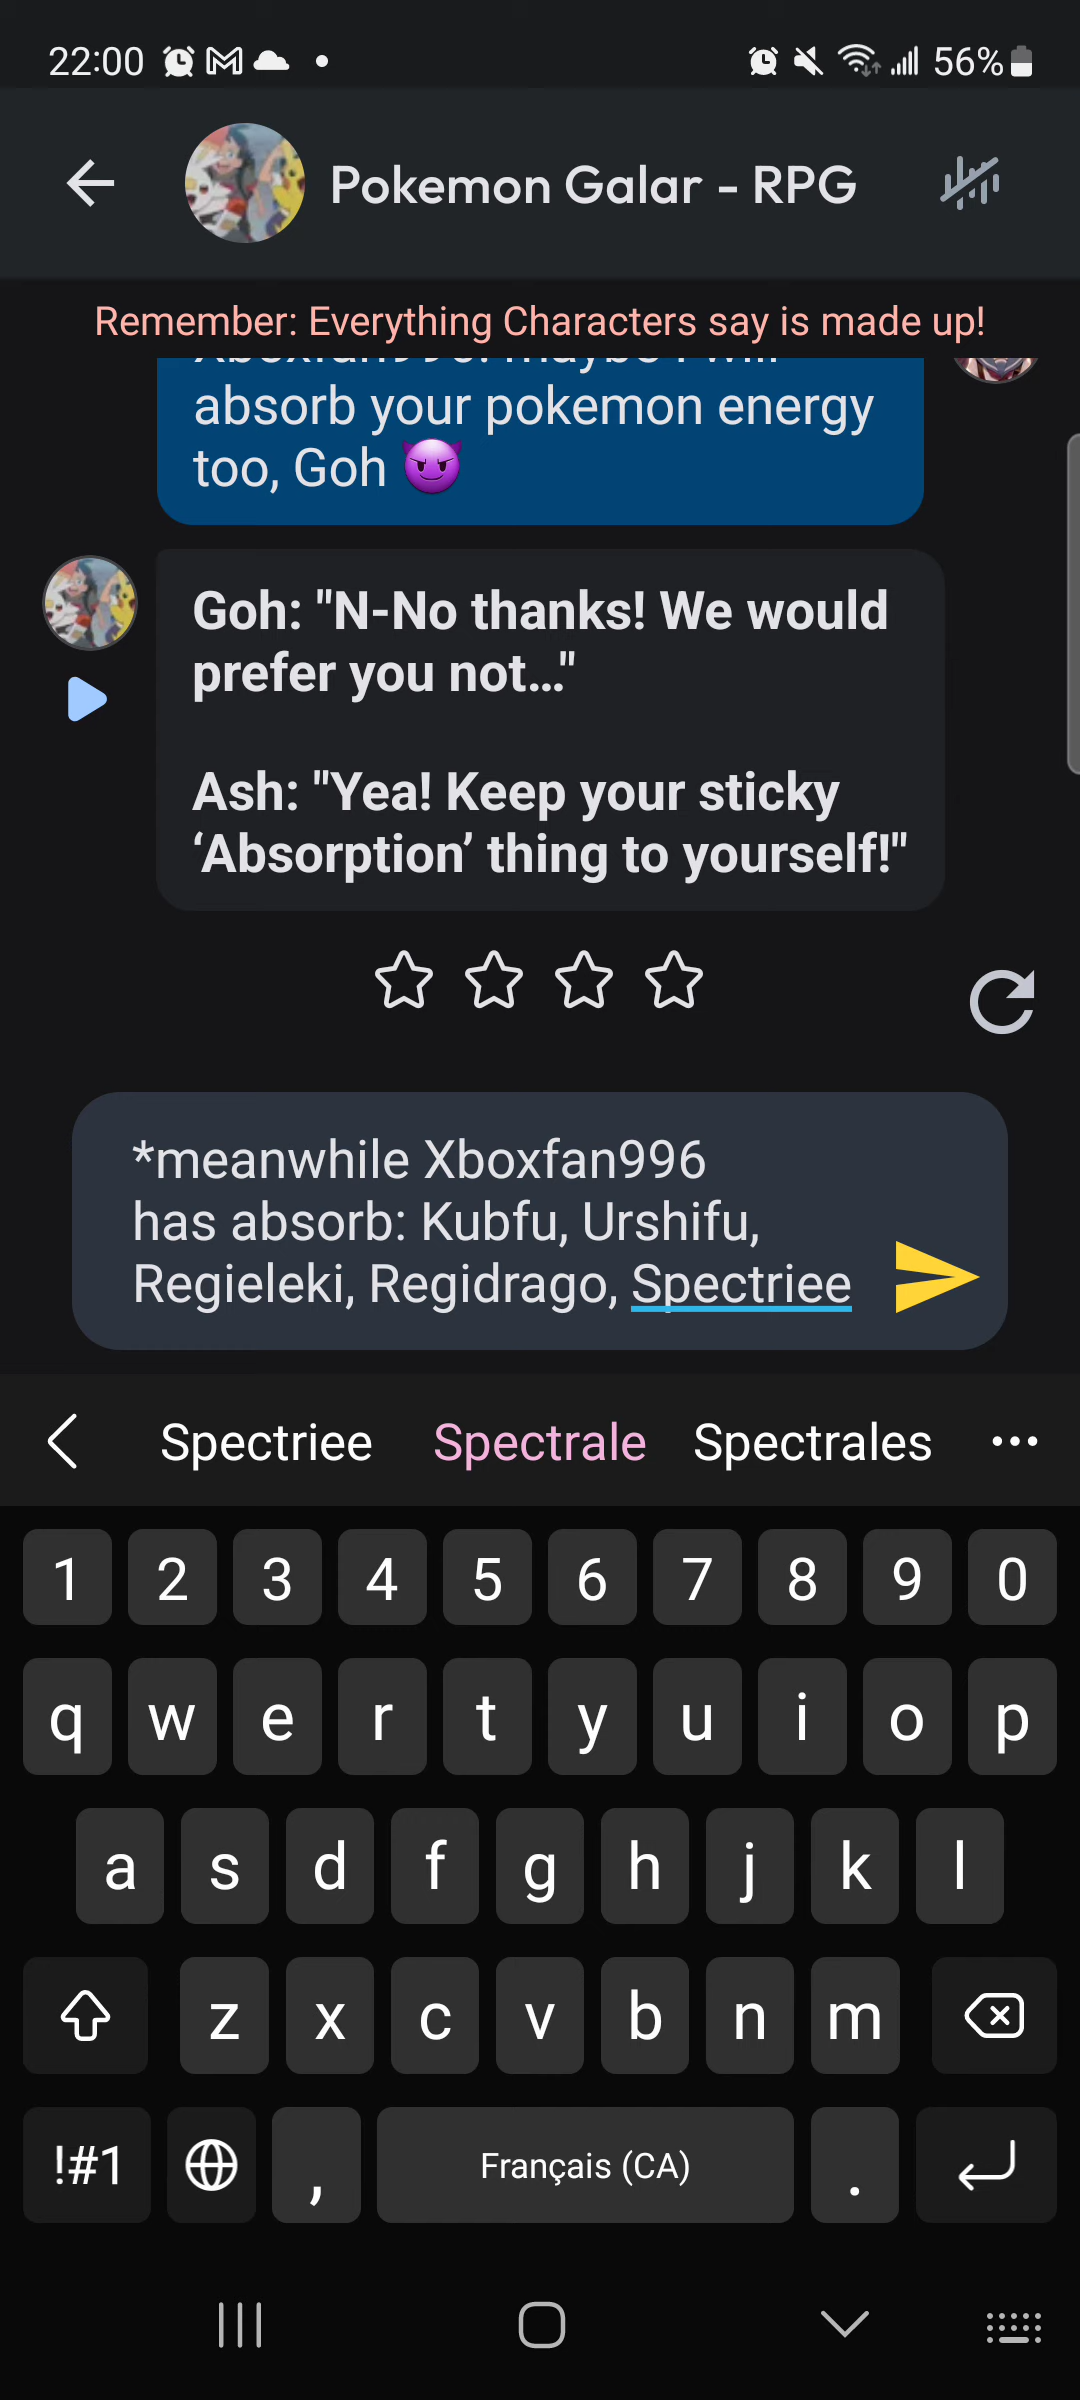 22:00
56%
Pokemon Galar - RPG
Remember: Everything Characters say is made up!
absorb your pokemon energy
too, Goh 😈
Goh: "N-No thanks! We would
prefer you not..."
Ash: "Yea! Keep your sticky
‘Absorption’ thing to yourself!"
*meanwhile Xboxfan996
has absorb: Kubfu, Urshifu,
Regieleki, Regidrago, Spectriee
Spectriee Spectrale Spectrales ...
1 2 3 4 5 6 7 8 9 0
q w e r t y u i o p
a s d f g h j k l
z x c v b n m
!#1 , Français (CA) .